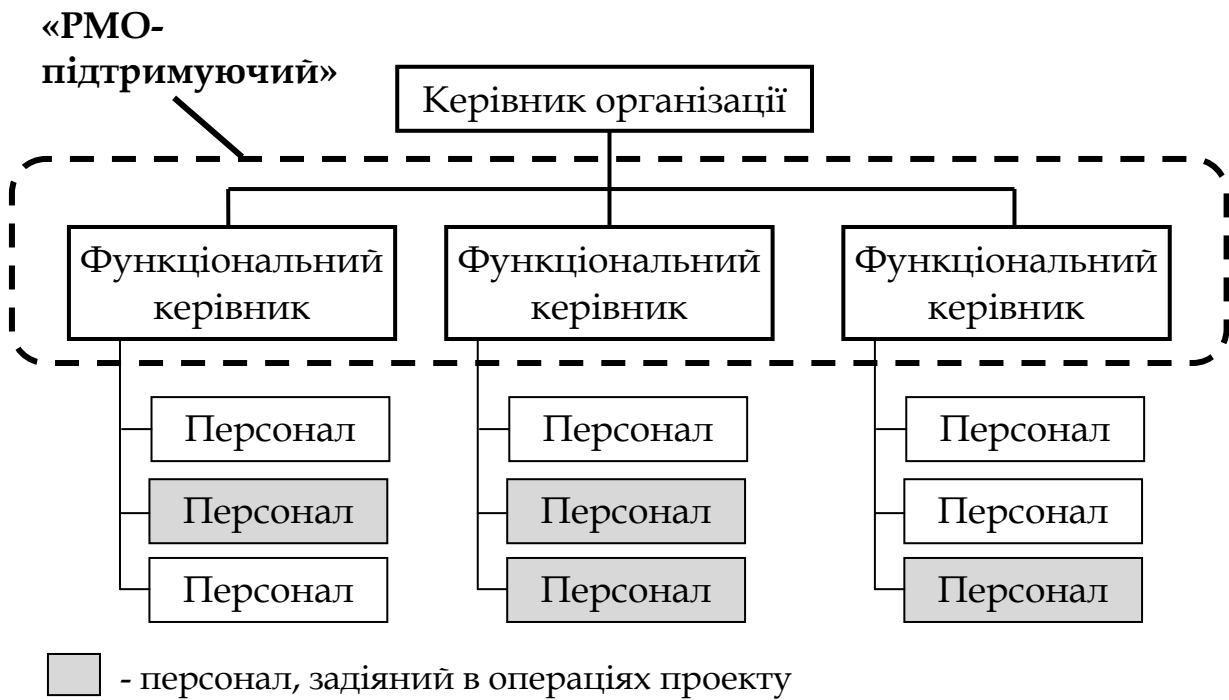 «РМО-
підтримуючий»
Керівник організації
Функціональний
керівник
Функціональний
керівник
Функціональний
керівник
Персонал
Персонал
Персонал
Персонал
Персонал
Персонал
Персонал
Персонал
Персонал
- персонал, задіяний в операціях проекту